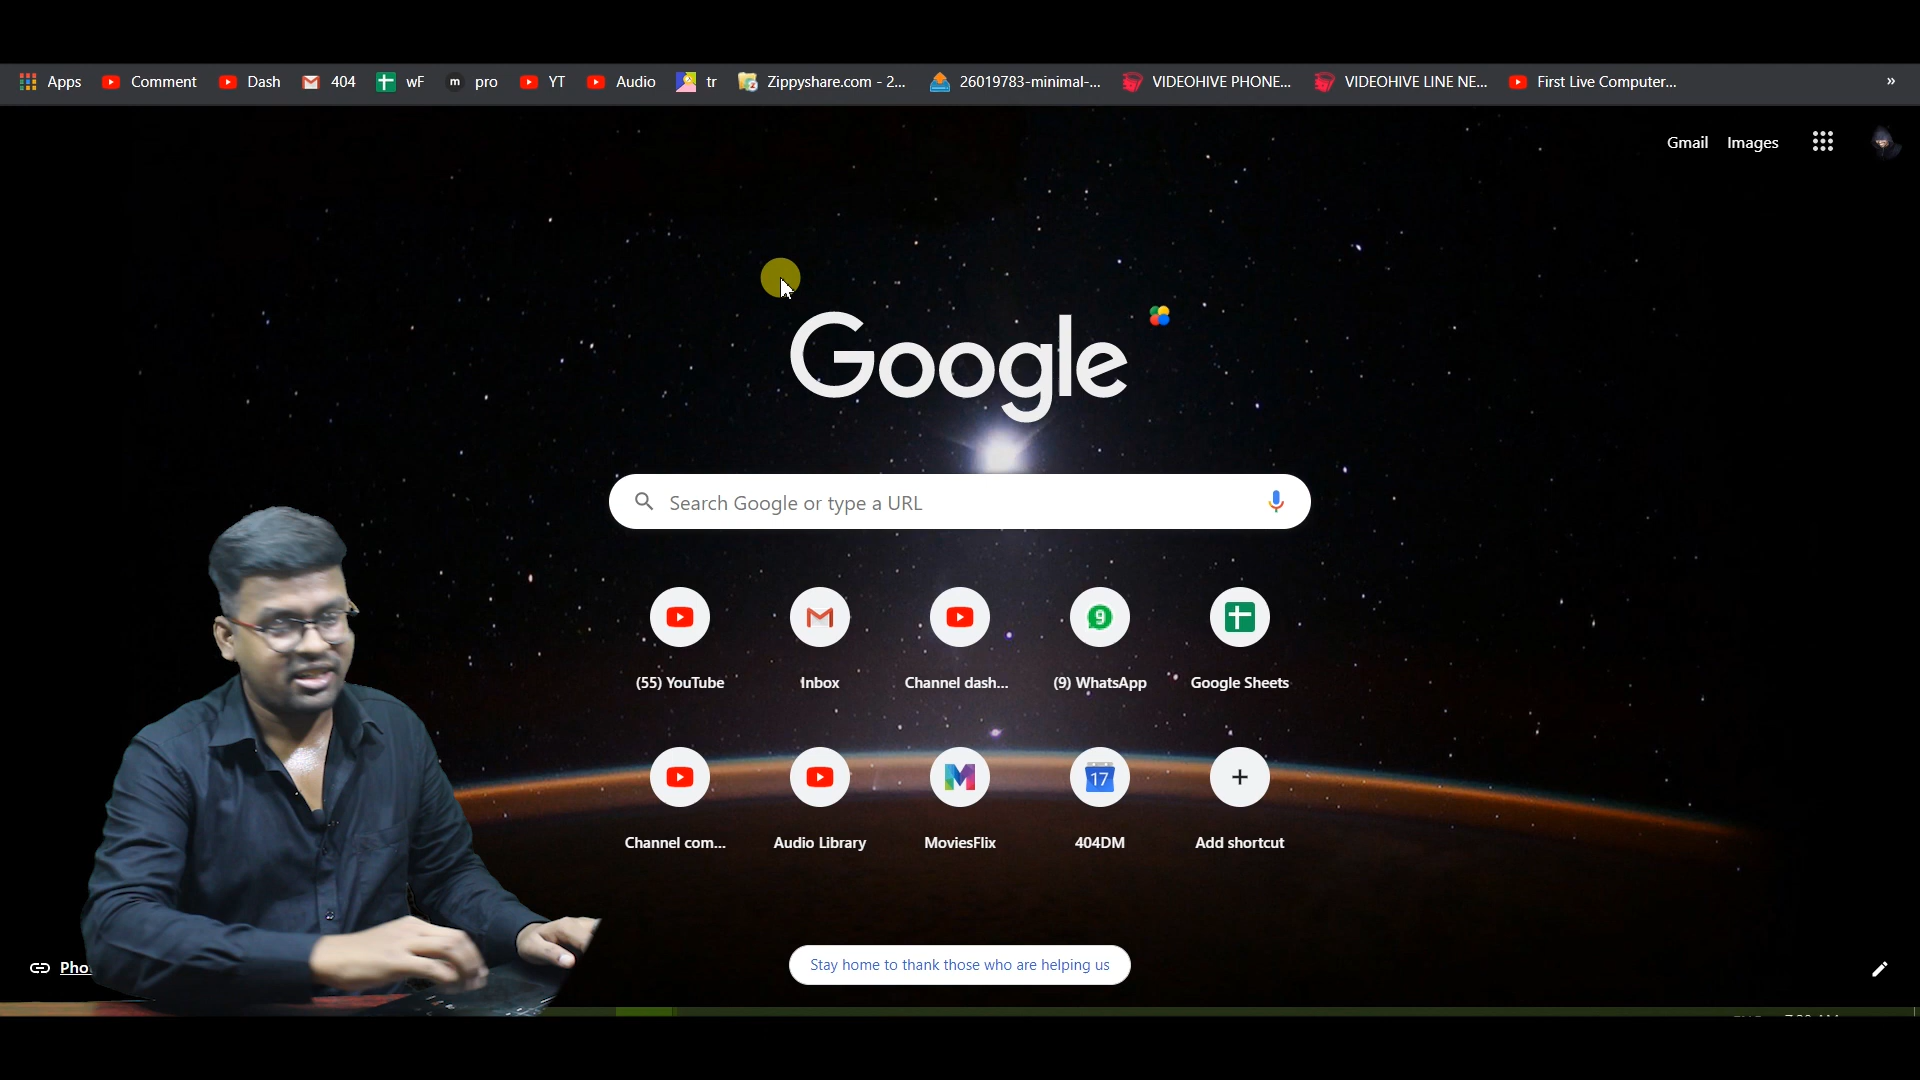 Apps Comment Dash 404 wF m pro YT Audio tr Zippyshare.com - 2... 26019783-minimal-... VIDEOHIVE PHONE... VIDEOHIVE LINE NE... First Live Computer... »
Gmail Images
Google
Search Google or type a URL
(55) YouTube Inbox Channel dash... (9) WhatsApp Google Sheets
17
Channel com... Audio Library MoviesFlix 404DM Add shortcut
Stay home to thank those who are helping us